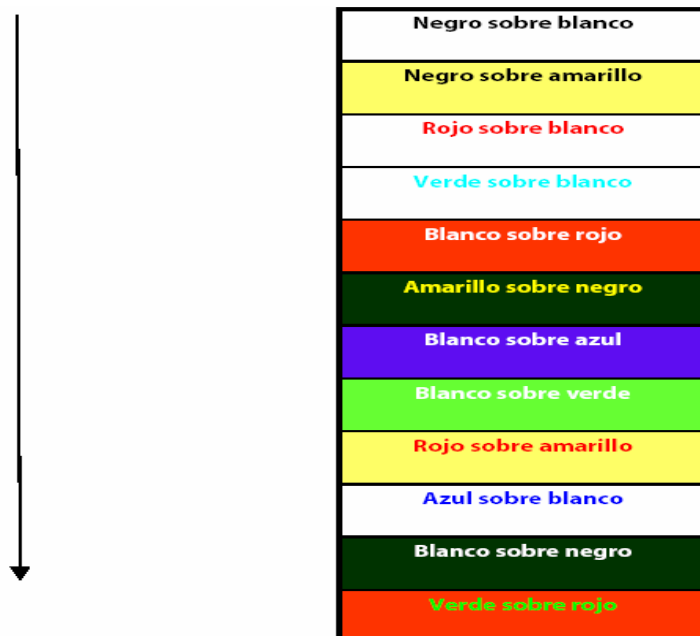 Negro sobre blanco
Negro sobre amarillo
Rojo sobre blanco
Verde sobre blanco
Blanco sobre rojo
Amarillo sobre negro
Blanco sobre azul
Blanco sobre verde
Rojo sobre amarillo
Azul sobre blanco
Blanco sobre negro
Verde sobre rojo